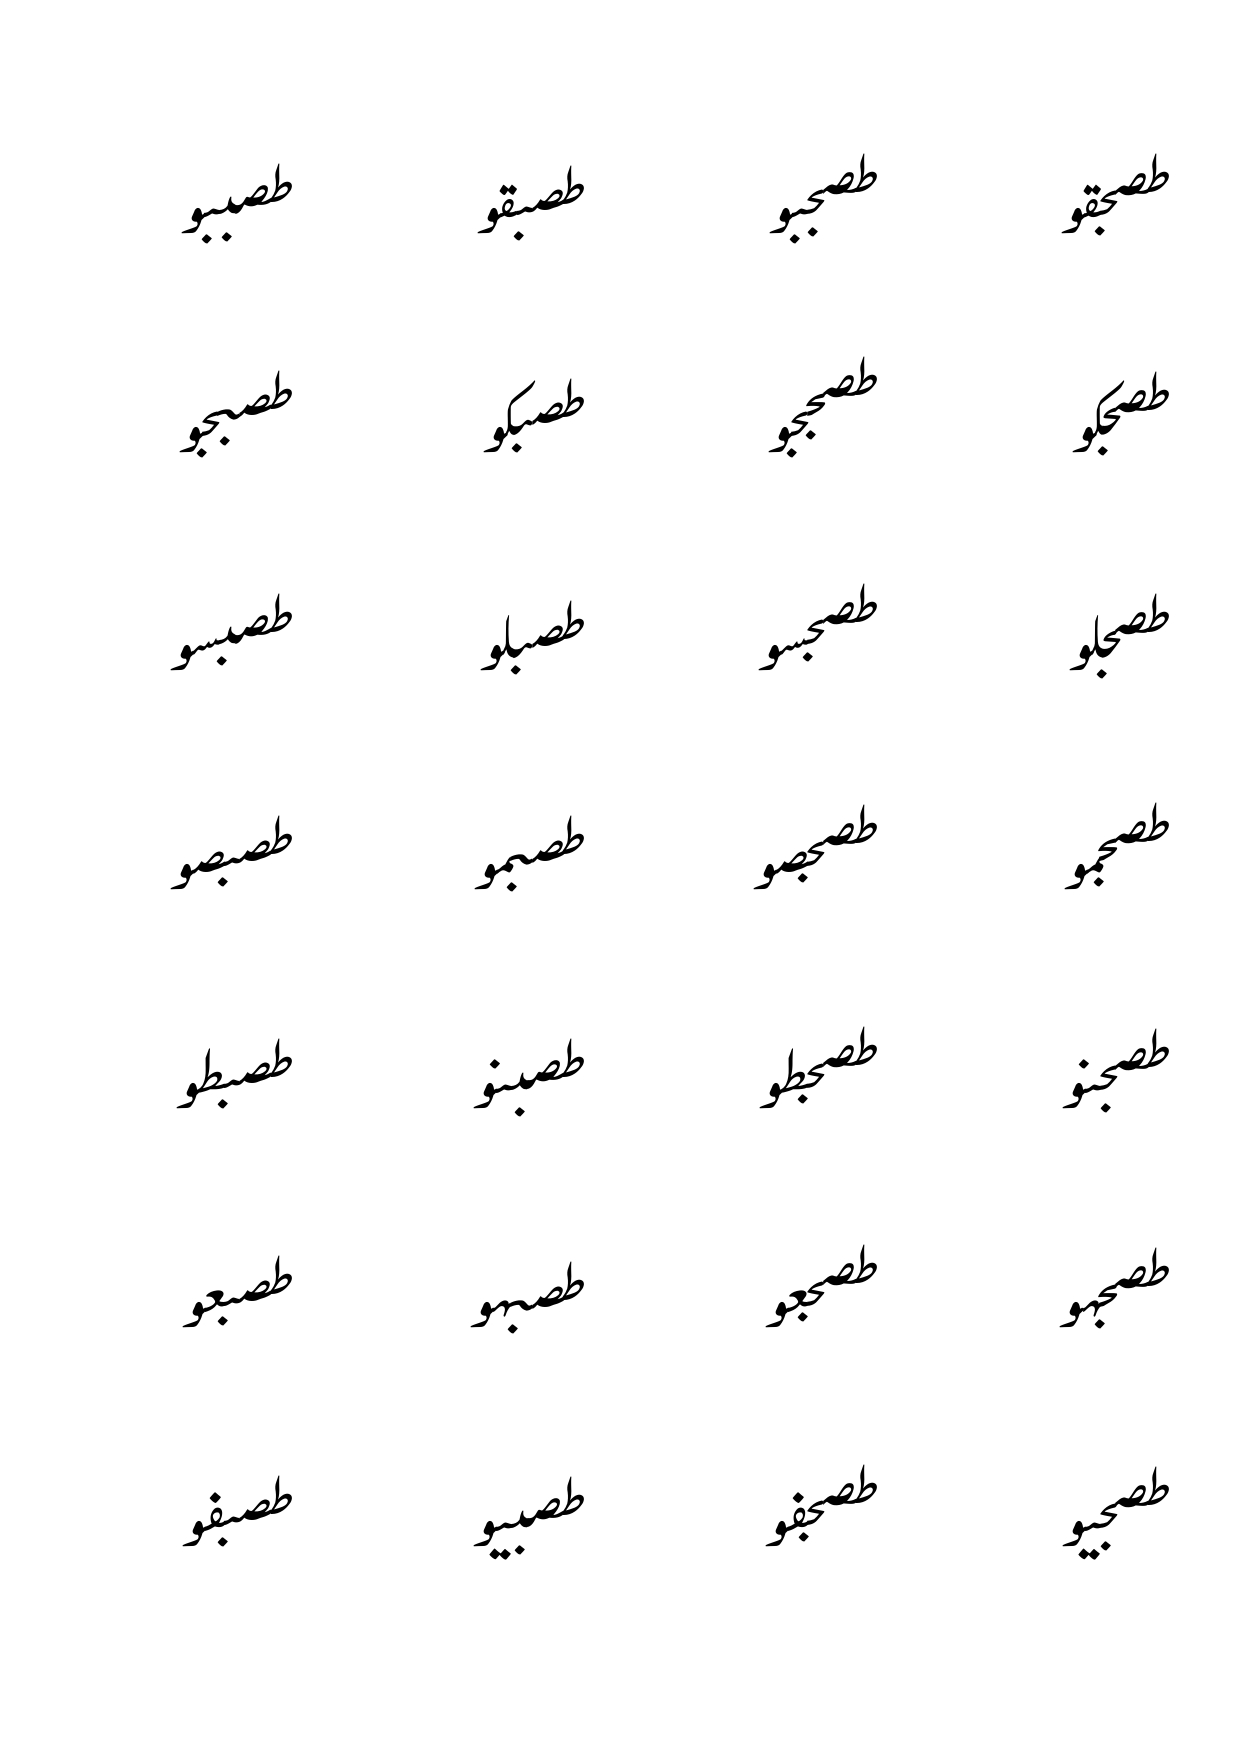 طصجقو طصجبو طصبقو طصببو
طصجكو طصججو طصبكو طصبجو
طصجلو طصجسو طصبلو طصبسو
طصجمو طصجصو طصبمو طصبصو
طصجنو طصجطو طصبنو طصبطو
طصجهو طصجعو طصبهو طصبعو
طصجيو طصجفو طصبيو طصبفو